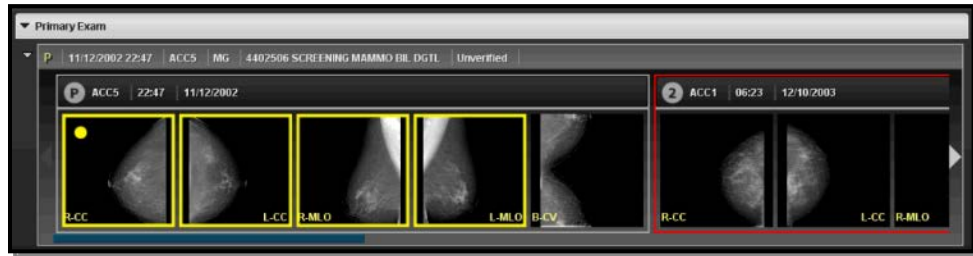 Primary Exam
P 11/12/2002 22:47 ACC5 MG 4402506 SCREENING MAMMO BIL DGTL Unverified
P ACC5 22:47 11/12/2002
2 ACC1 06:23 12/10/2003
R-CC L-CC R-MLO L-MLO B-CV R-CC L-CC R-MLO